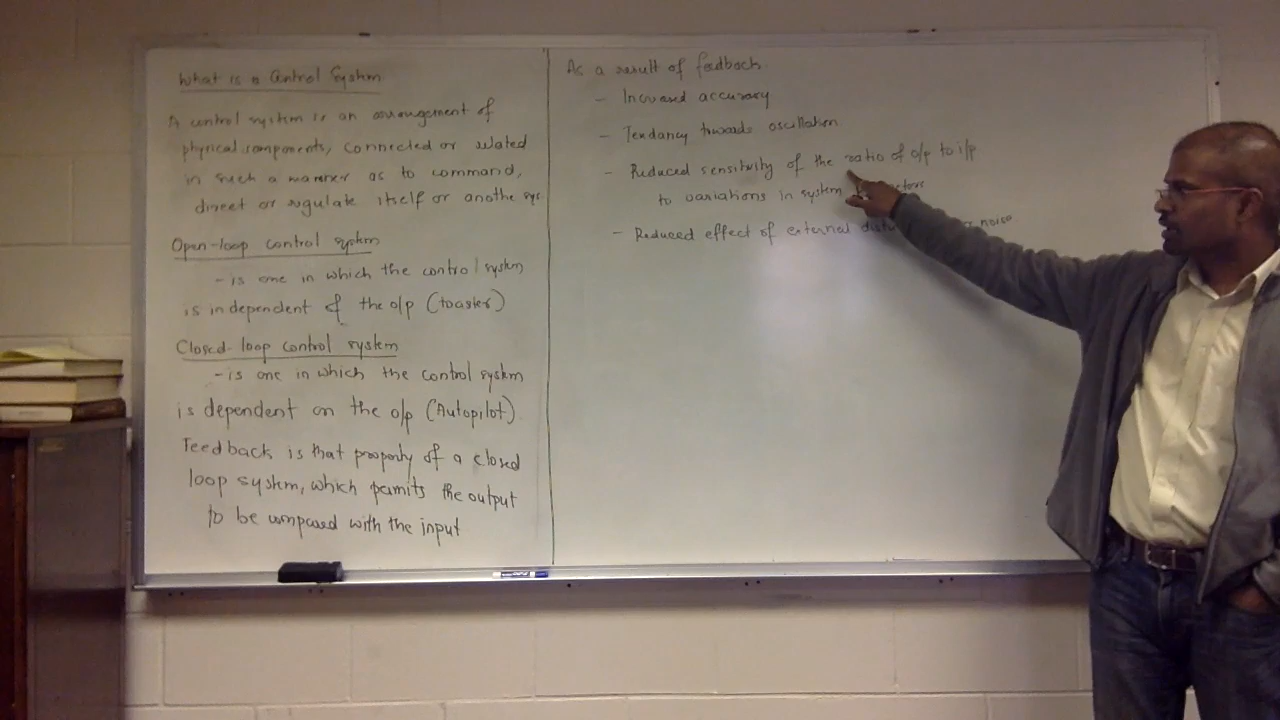 What is a Control System
A control system is an arrangement of
physical components, connected or related
in such a manner as to command,
direct or regulate itself or anothe sys
Open-loop control system
- is one in which the control system
is independent of the o/p (toaster)
Closed-loop control system
- is one in which the control system
is dependent on the o/p (Autopilot)
Feedback is that property of a closed
loop system, which permits the output
to be compared with the input
As a result of feedback
- Increased accuracy
- Tendancy towards oscillation
- Reduced sensitivity of the ratio of o/p to i/p
to variations in system
- Reduced effect of external noise.